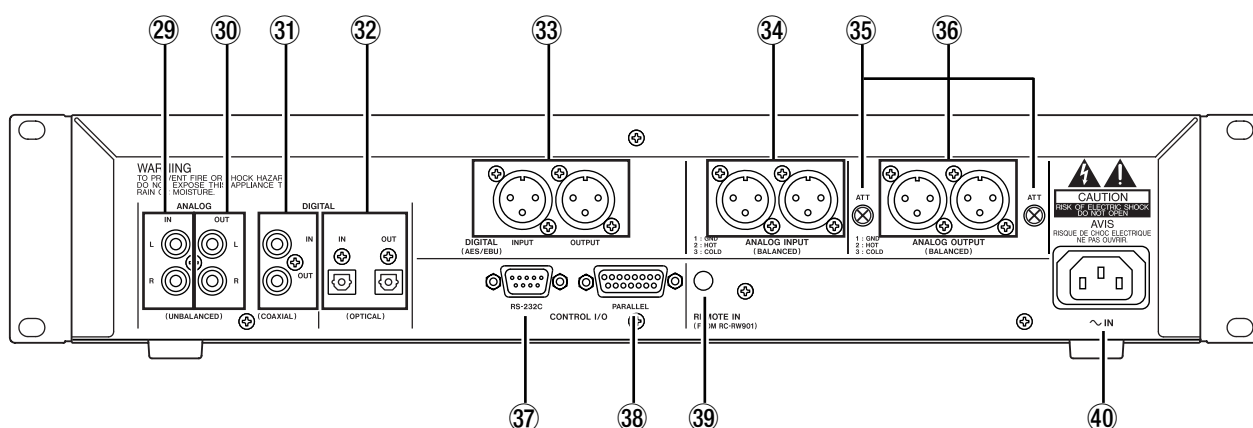 29 30 31 32 33 34 35 36
WARNING
TO PREVENT FIRE OR SHOCK HAZARD
DO NOT EXPOSE THIS APPLIANCE T
RAIN OR MOISTURE.
ANALOG
IN OUT
L L
R R
(UNBALANCED)
DIGITAL
IN
OUT
(COAXIAL)
IN OUT
(OPTICAL)
DIGITAL
(AES/EBU)
INPUT OUTPUT
1 : GND
2 : HOT
3 : COLD
ANALOG INPUT
(BALANCED)
ATT
1 : GND
2 : HOT
3 : COLD
ANALOG OUTPUT
(BALANCED)
ATT
CAUTION
RISK OF ELECTRIC SHOCK
DO NOT OPEN
AVIS
RISQUE DE CHOC ELECTRIQUE
NE PAS OUVRIR.
RS-232C PARALLEL
CONTROL I/O
REMOTE IN
(FROM RC-RW901)
~ IN
37 38 39 40